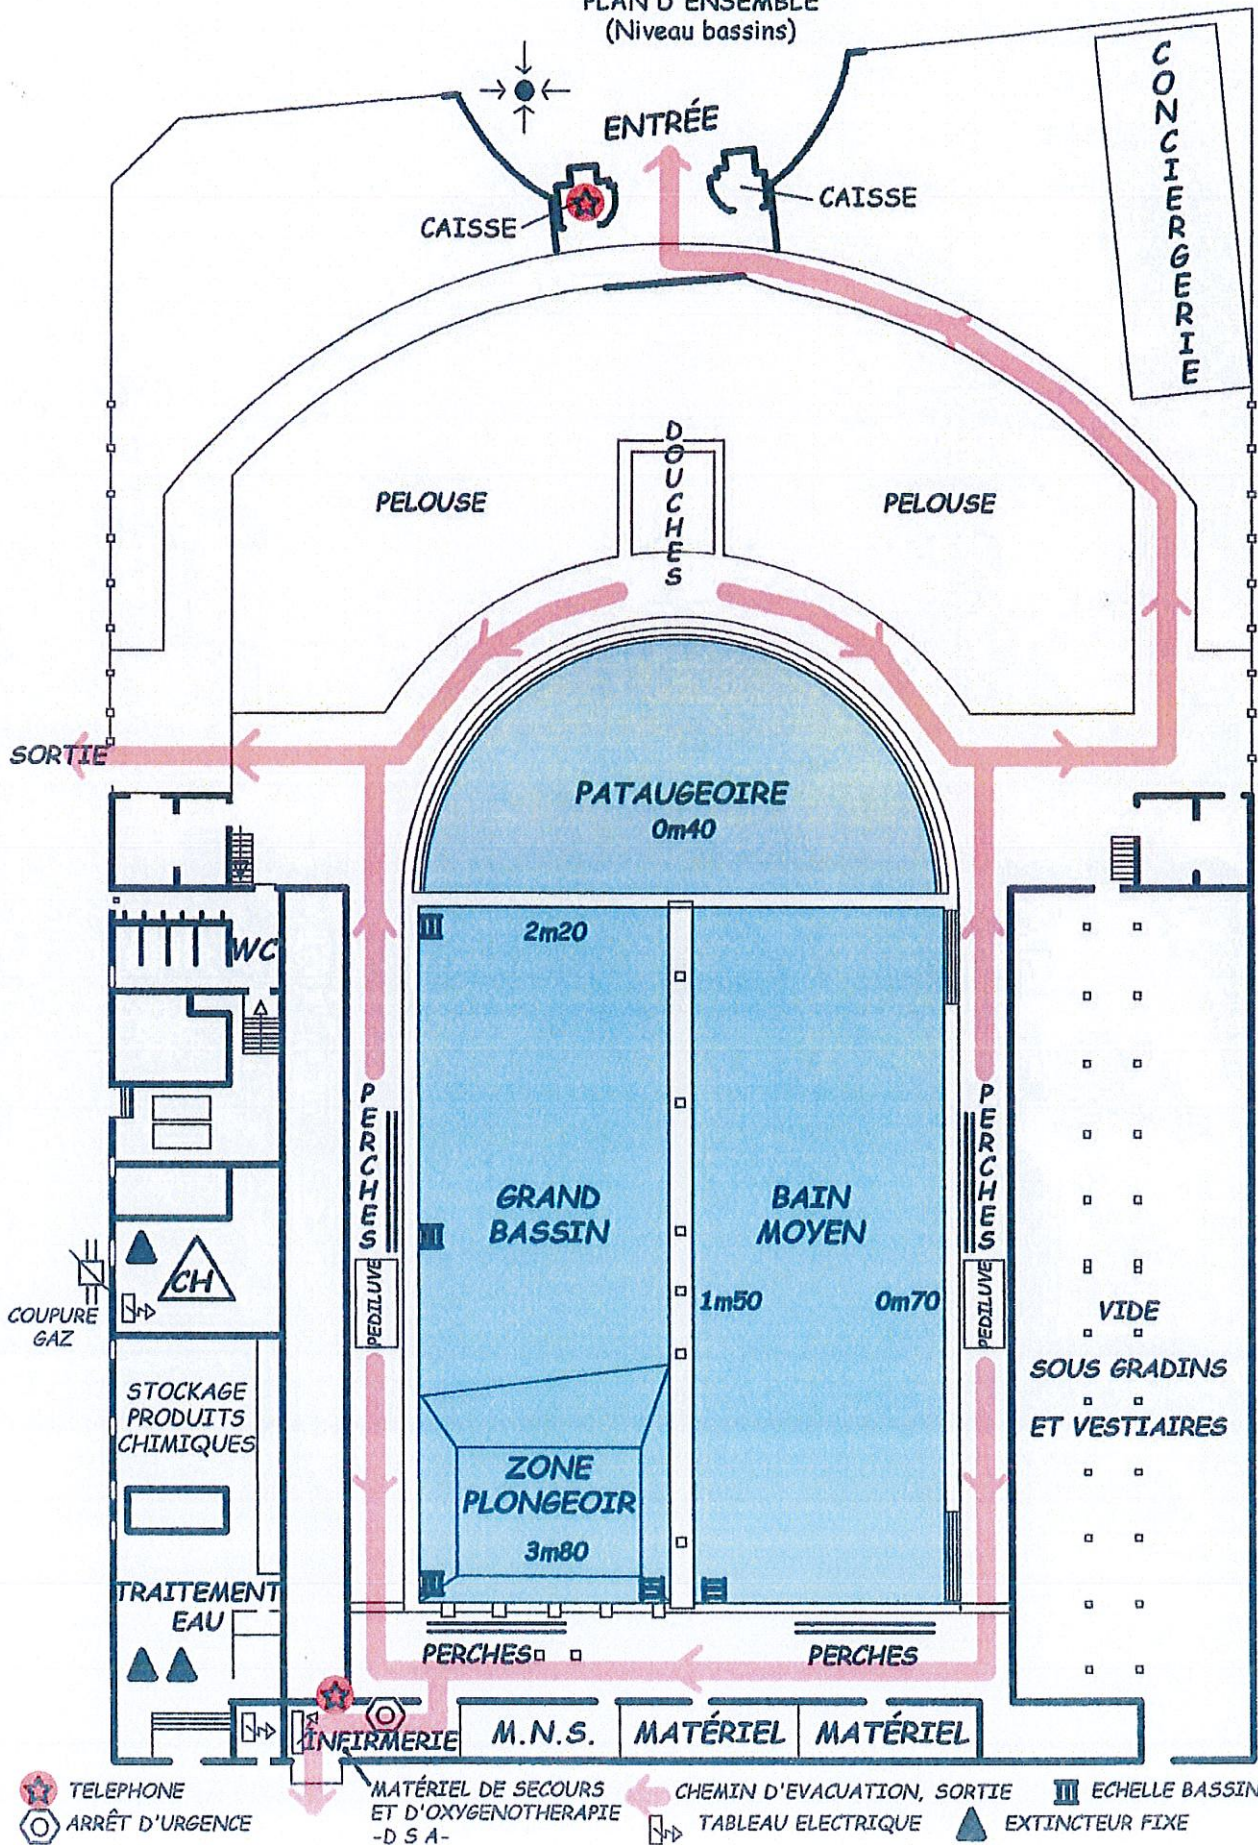 PLAN D'ENSEMBLE
(Niveau bassins)
CONCIERGERIE
ENTRÉE
CAISSE
CAISSE
DOUCHES
PELOUSE
PELOUSE
SORTIE
PATAUGEOIRE
0m40
2m20
WC
PERCHES
PERCHES
GRAND
BASSIN
BAIN
MOYEN
CH
PEDILUVE
PEDILUVE
COUPURE
GAZ
1m50
0m70
VIDE
SOUS GRADINS
ET VESTIAIRES
STOCKAGE
PRODUITS
CHIMIQUES
ZONE
PLONGEOIR
3m80
TRAITEMENT
EAU
PERCHES
PERCHES
INFIRMERIE
M.N.S.
MATÉRIEL
MATÉRIEL
TELEPHONE
ARRÊT D'URGENCE
MATÉRIEL DE SECOURS
ET D'OXYGENOTHERAPIE
-D S A-
CHEMIN D'EVACUATION, SORTIE
TABLEAU ELECTRIQUE
ECHELLE BASSIN
EXTINCTEUR FIXE